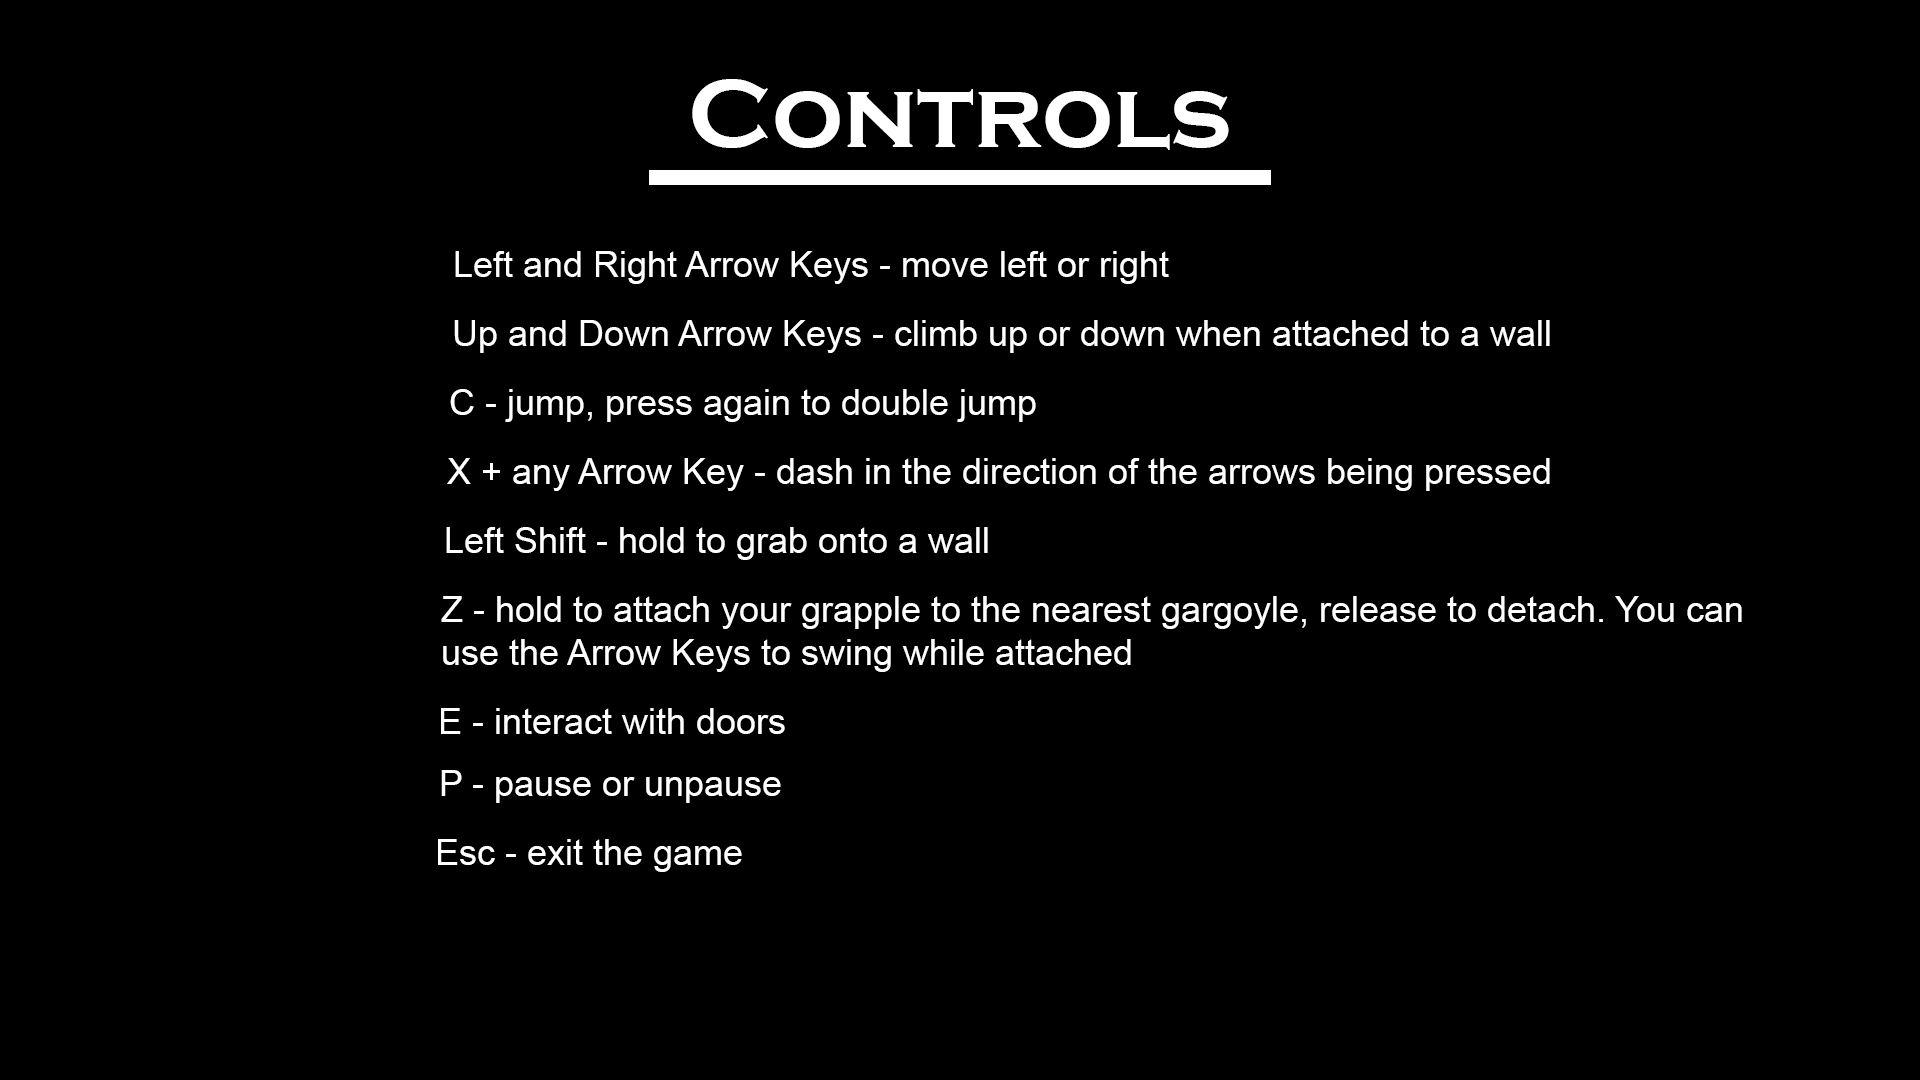 Controls
Left and Right Arrow Keys - move left or right
Up and Down Arrow Keys - climb up or down when attached to a wall
C - jump, press again to double jump
X + any Arrow Key - dash in the direction of the arrows being pressed
Left Shift - hold to grab onto a wall
Z - hold to attach your grapple to the nearest gargoyle, release to detach. You can
use the Arrow Keys to swing while attached
E - interact with doors
P - pause or unpause
Esc - exit the game